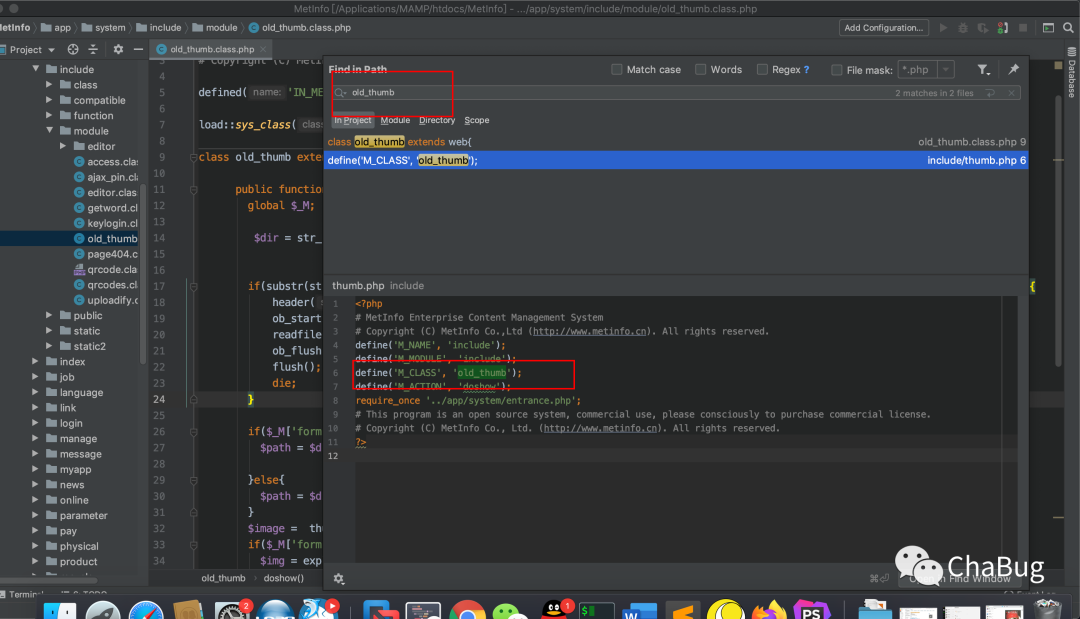 MetInfo [/Applications/MAMP/htdocs/MetInfo] - .../app/system/include/module/old_thumb.class.php
MetInfo app system include module old_thumb.class.php
Add Configuration...
Project
old_thumb.class.php
include
class
compatible
function
module
editor
access.cla
ajax_pin.cla
editor.clas
getword.cl
keylogin.cl
old_thumb
page404.c
qrcode.cla
qrcodes.cl
uploadify.c
public
static
static2
index
job
language
link
login
manage
message
myapp
news
online
parameter
pay
physical
product
3 # Copyright (C) MetI
4
5 defined( name: 'IN_ME
6
7 load::sys_class( clas
8
9 class old_thumb exte
10
11 public function
12 global $_M;
13
14 $dir = str_
15
16
17 if(substr(st
18 header(
19 ob_start
20 readfile
21 ob_flush
22 flush();
23 die;
24 }
25
26 if($_M['form
27 $path = $d
28
29 }else{
30 $path = $d
31 }
32 $image = thu
33 if($_M['form
34 $img = exp
{
old_thumb doshow()
Find in Path
Match case Words Regex ? File mask: *.php
old_thumb
2 matches in 2 files
In Project Module Directory Scope
class old_thumb extends web{ old_thumb.class.php 9
define('M_CLASS', 'old_thumb'); include/thumb.php 6
thumb.php include
1 <?php
2 # MetInfo Enterprise Content Management System
3 # Copyright (C) MetInfo Co.,Ltd (http://www.metinfo.cn). All rights reserved.
4 define('M_NAME', 'include');
5 define('M_MODULE', 'include');
6 define('M_CLASS', 'old_thumb');
7 define('M_ACTION', 'doshow');
8 require_once '../app/system/entrance.php';
9 # This program is an open source system, commercial use, please consciously to purchase commercial license.
10 # Copyright (C) MetInfo Co., Ltd. (http://www.metinfo.cn). All rights reserved.
11 ?>
12
Open in Find Window
Database
Terminal
ChaBug
2
1
PS